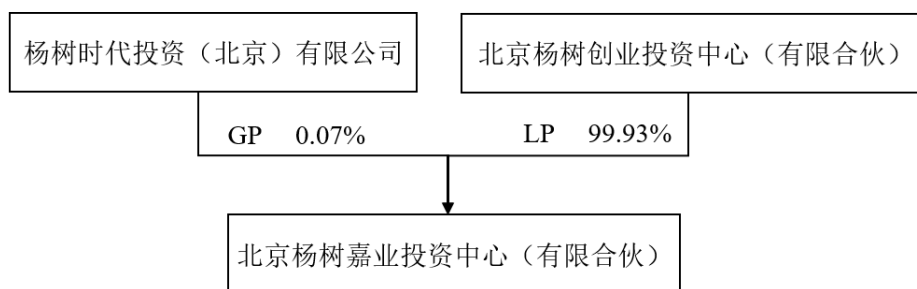 杨树时代投资（北京）有限公司
北京杨树创业投资中心（有限合伙）
GP 0.07%
LP 99.93%
北京杨树嘉业投资中心（有限合伙）